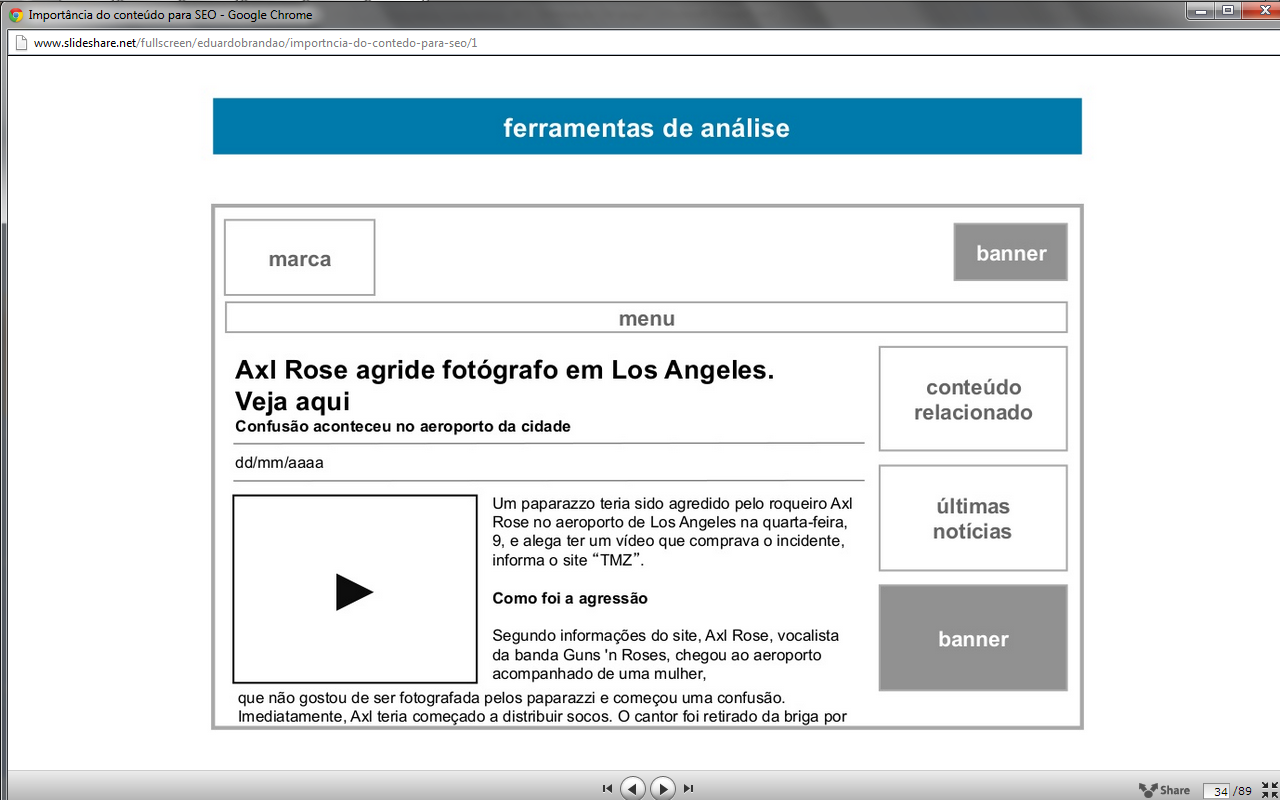 Importância do conteúdo para SEO - Google Chrome
www.slideshare.net/fullscreen/eduardobrandao/importncia-do-contedo-para-seo/1
ferramentas de análise
marca
banner
menu
Axl Rose agride fotógrafo em Los Angeles.
Veja aqui
Confusão aconteceu no aeroporto da cidade
dd/mm/aaaa
Um paparazzo teria sido agredido pelo roqueiro Axl
Rose no aeroporto de Los Angeles na quarta-feira,
9, e alega ter um vídeo que comprava o incidente,
informa o site “TMZ”.
Como foi a agressão
Segundo informações do site, Axl Rose, vocalista
da banda Guns 'n Roses, chegou ao aeroporto
acompanhado de uma mulher,
que não gostou de ser fotografada pelos paparazzi e começou uma confusão.
Imediatamente, Axl teria começado a distribuir socos. O cantor foi retirado da briga por
conteúdo
relacionado
últimas
notícias
banner
Share
34 /89